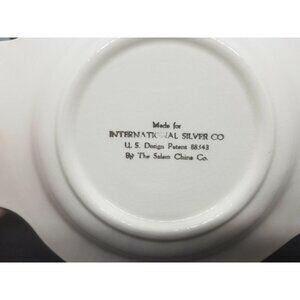 Made for
INTERNATIONAL SILVER CO
U. S. Design Patent 88543
By The Salem China Co.